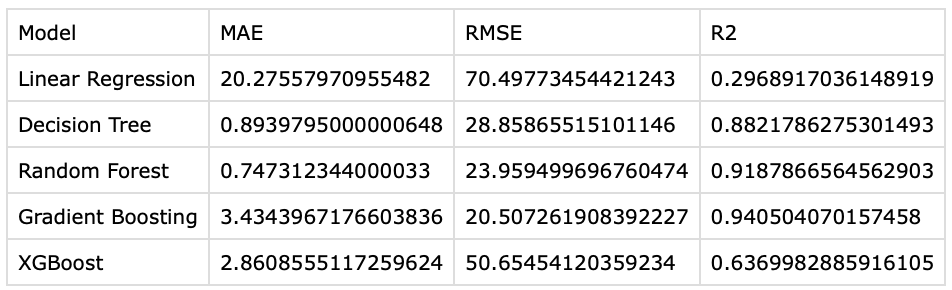 Model MAE RMSE R2
Linear Regression 20.27557970955482 70.49773454421243 0.2968917036148919
Decision Tree 0.8939795000000648 28.85865515101146 0.8821786275301493
Random Forest 0.747312344000033 23.959499696760474 0.9187866564562903
Gradient Boosting 3.4343967176603836 20.507261908392227 0.940504070157458
XGBoost 2.8608555117259624 50.65454120359234 0.6369982885916105